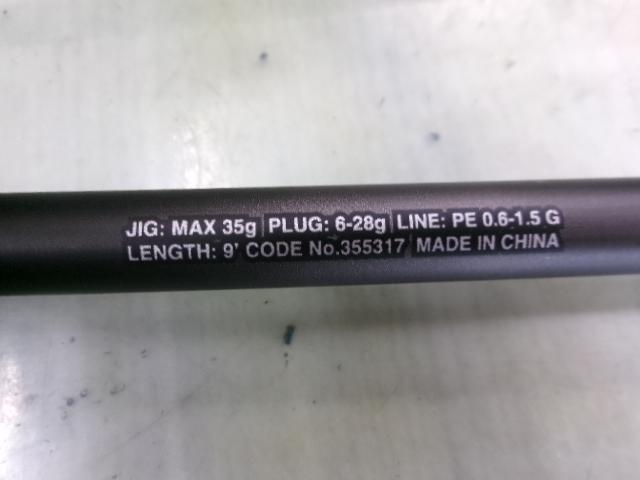 JIG: MAX 35g | PLUG: 6-28g | LINE: PE 0.6-1.5 G
LENGTH: 9' CODE No.355317 | MADE IN CHINA